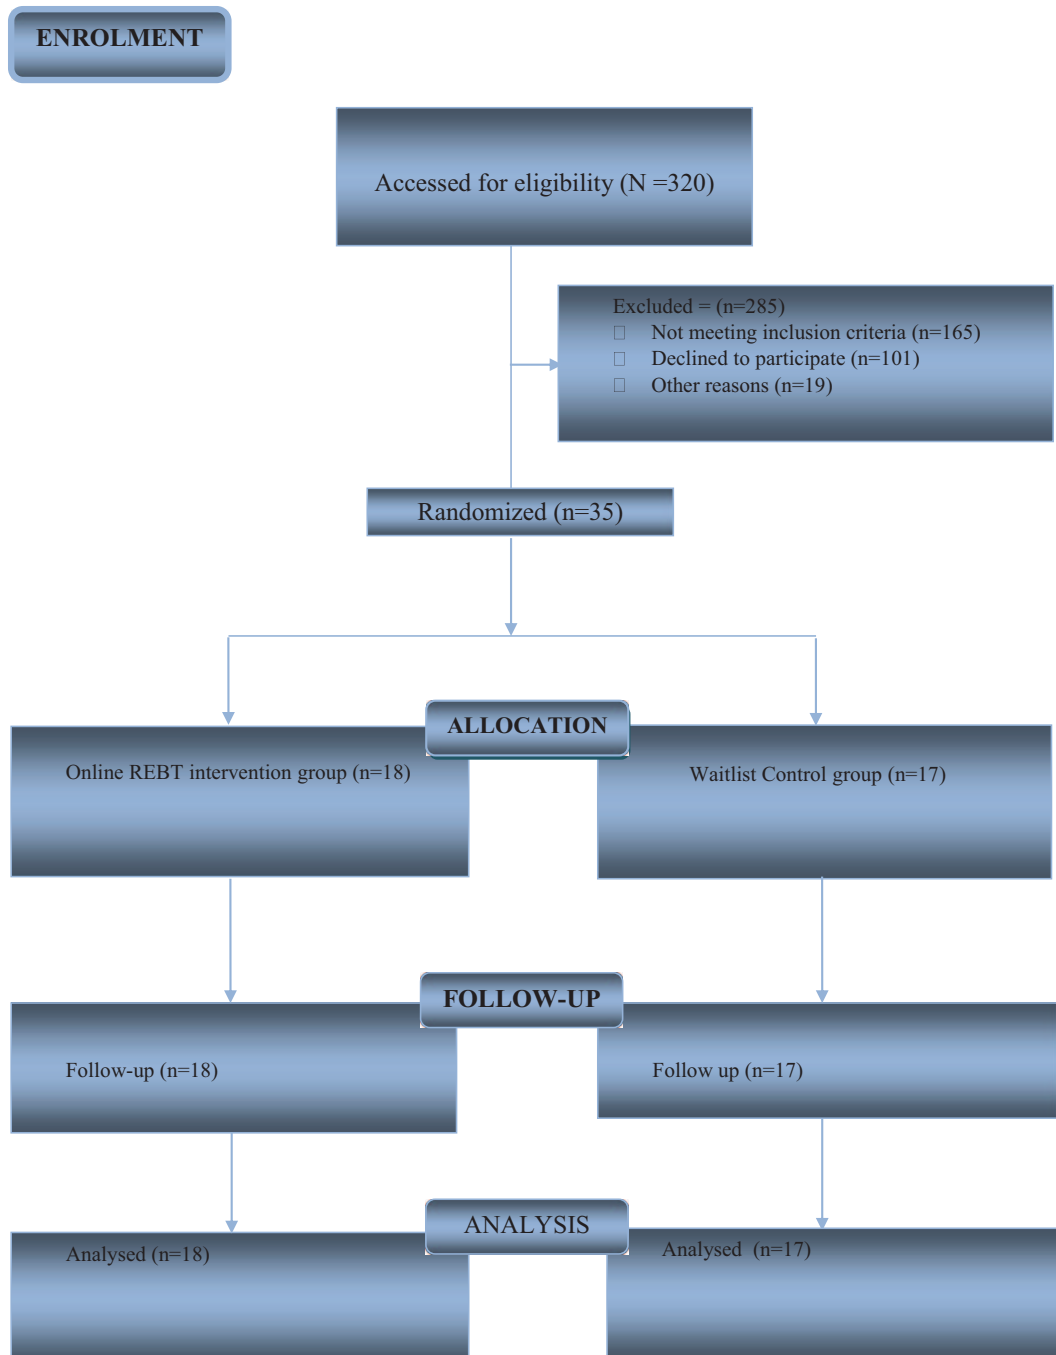 ENROLMENT
Accessed for eligibility (N =320)
Excluded = (n=285)
Not meeting inclusion criteria (n=165)
Declined to participate (n=101)
Other reasons (n=19)
Randomized (n=35)
ALLOCATION
Online REBT intervention group (n=18)
Waitlist Control group (n=17)
FOLLOW-UP
Follow-up (n=18)
Follow up (n=17)
ANALYSIS
Analysed (n=18)
Analysed  (n=17)